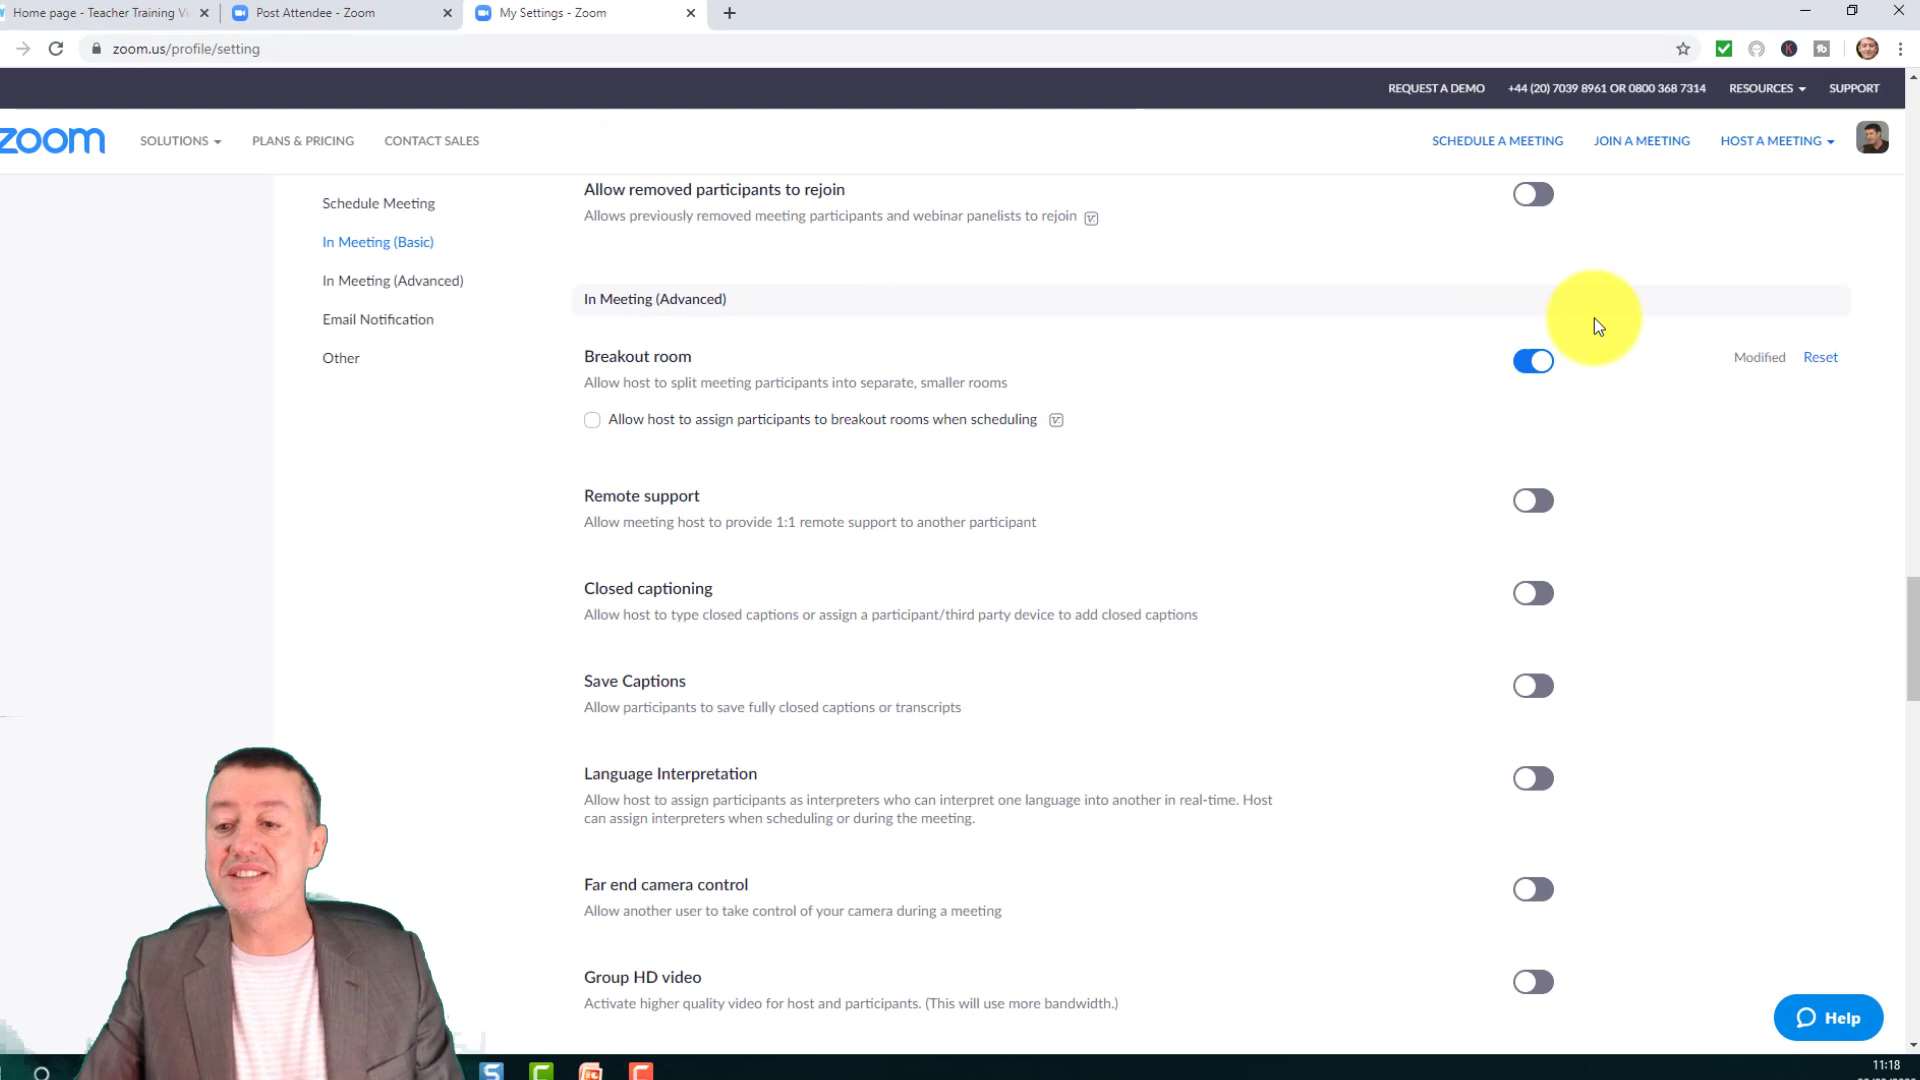 Home page - Teacher Training Vi
Post Attendee - Zoom
My Settings - Zoom
zoom.us/profile/setting
REQUEST A DEMO
+44 (20) 7039 8961 OR 0800 368 7314
RESOURCES
SUPPORT
zoom
SOLUTIONS
PLANS & PRICING
CONTACT SALES
SCHEDULE A MEETING
JOIN A MEETING
HOST A MEETING
Schedule Meeting
In Meeting (Basic)
In Meeting (Advanced)
Email Notification
Other
Allow removed participants to rejoin
Allows previously removed meeting participants and webinar panelists to rejoin
In Meeting (Advanced)
Breakout room
Modified Reset
Allow host to split meeting participants into separate, smaller rooms
Allow host to assign participants to breakout rooms when scheduling
Remote support
Allow meeting host to provide 1:1 remote support to another participant
Closed captioning
Allow host to type closed captions or assign a participant/third party device to add closed captions
Save Captions
Allow participants to save fully closed captions or transcripts
Language Interpretation
Allow host to assign participants as interpreters who can interpret one language into another in real-time. Host
can assign interpreters when scheduling or during the meeting.
Far end camera control
Allow another user to take control of your camera during a meeting
Group HD video
Activate higher quality video for host and participants. (This will use more bandwidth.)
Help
11:18